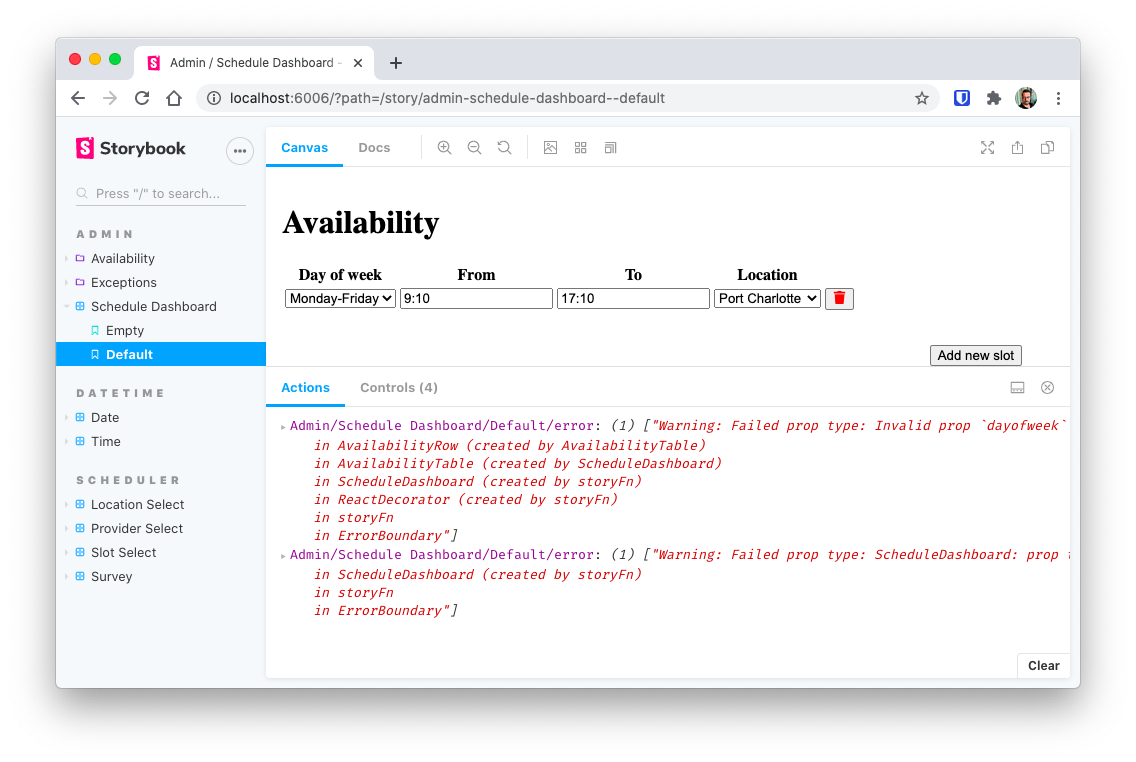 Admin / Schedule Dashboard -
localhost:6006/?path=/story/admin-schedule-dashboard--default
Storybook
Press "/" to search...
ADMIN
Availability
Exceptions
Schedule Dashboard
Empty
Default
DATETIME
Date
Time
SCHEDULER
Location Select
Provider Select
Slot Select
Survey
Canvas Docs
Availability
Day of week From To Location
Monday-Friday 9:10 17:10 Port Charlotte
Add new slot
Actions Controls (4)
Admin/Schedule Dashboard/Default/error: (1) ["Warning: Failed prop type: Invalid prop `dayofweek`
in AvailabilityRow (created by AvailabilityTable)
in AvailabilityTable (created by ScheduleDashboard)
in ScheduleDashboard (created by storyFn)
in ReactDecorator (created by storyFn)
in storyFn
in ErrorBoundary"]
Admin/Schedule Dashboard/Default/error: (1) ["Warning: Failed prop type: ScheduleDashboard: prop
in ScheduleDashboard (created by storyFn)
in storyFn
in ErrorBoundary"]
Clear